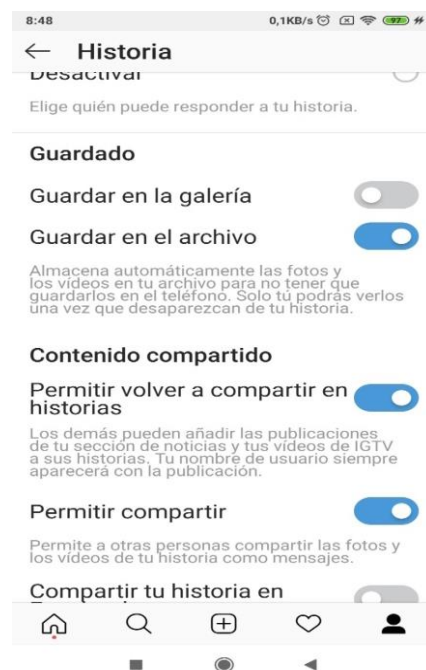 8:48 0,1KB/s 97
Historia
Desactivar
Elige quién puede responder a tu historia.
Guardado
Guardar en la galería
Guardar en el archivo
Almacena automáticamente las fotos y
los vídeos en tu archivo para no tener que
guardarlos en el teléfono. Solo tú podrás verlos
una vez que desaparezcan de tu historia.
Contenido compartido
Permitir volver a compartir en
historias
Los demás pueden añadir las publicaciones
de tu sección de noticias y tus vídeos de IGTV
a sus historias. Tu nombre de usuario siempre
aparecerá con la publicación.
Permitir compartir
Permite a otras personas compartir las fotos y
los vídeos de tu historia como mensajes.
Compartir tu historia en